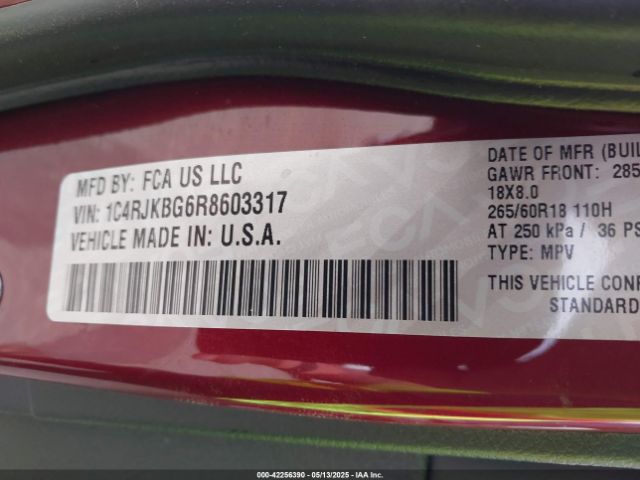 MFD BY: FCA US LLC
VIN: 1C4RJKBG6R8603317
VEHICLE MADE IN: U.S.A.
DATE OF MFR (BUIL
GAWR FRONT: 285
18X8.0
265/60R18 110H
AT 250 kPa / 36 PS
TYPE: MPV
THIS VEHICLE CONF
STANDARD
000-42256390 - 05/13/2025 - IAA, Inc.